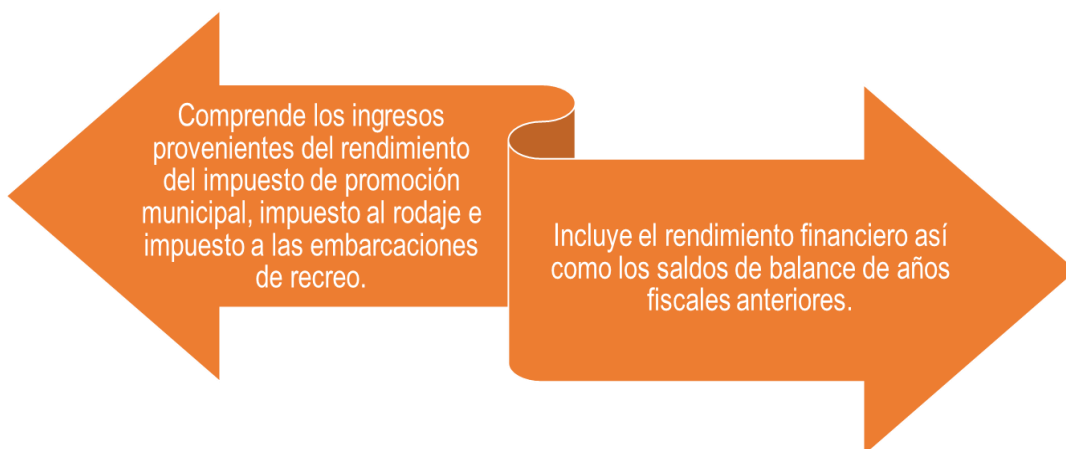 Comprende los ingresos
provenientes del rendimiento
del impuesto de promoción
municipal, impuesto al rodaje e
impuesto a las embarcaciones
de recreo.
Incluye el rendimiento financiero así
como los saldos de balance de años
fiscales anteriores.